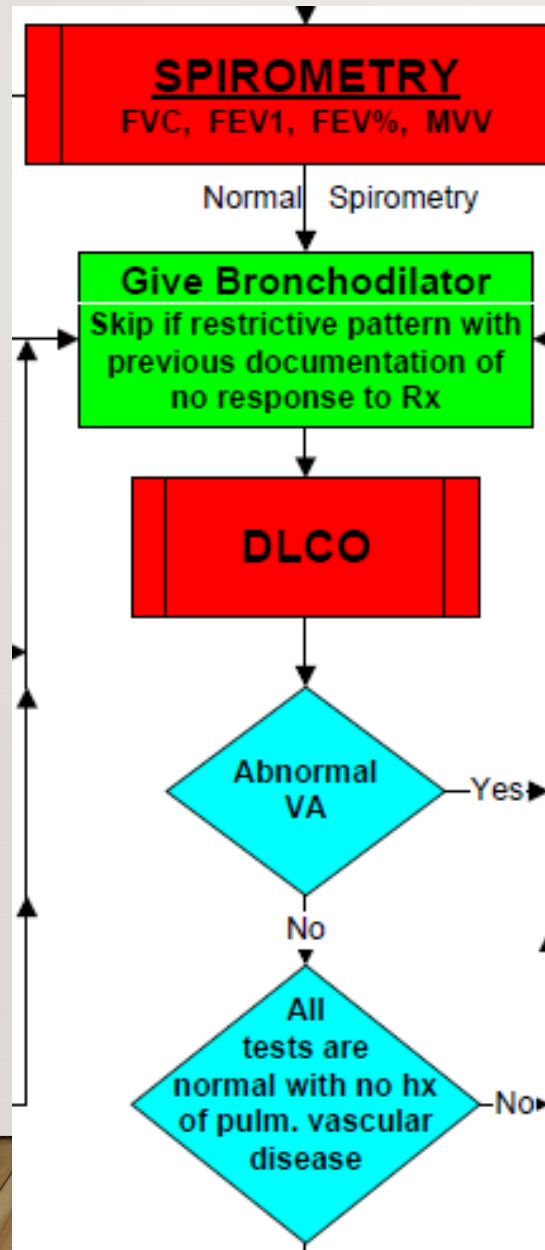 SPIROMETRY
FVC, FEV1, FEV%, MVV
Normal Spirometry
Give Bronchodilator
Skip if restrictive pattern with
previous documentation of
no response to Rx
DLCO
Abnormal
VA
Yes
No
All
tests are
normal with no hx
of pulm. vascular
disease
No